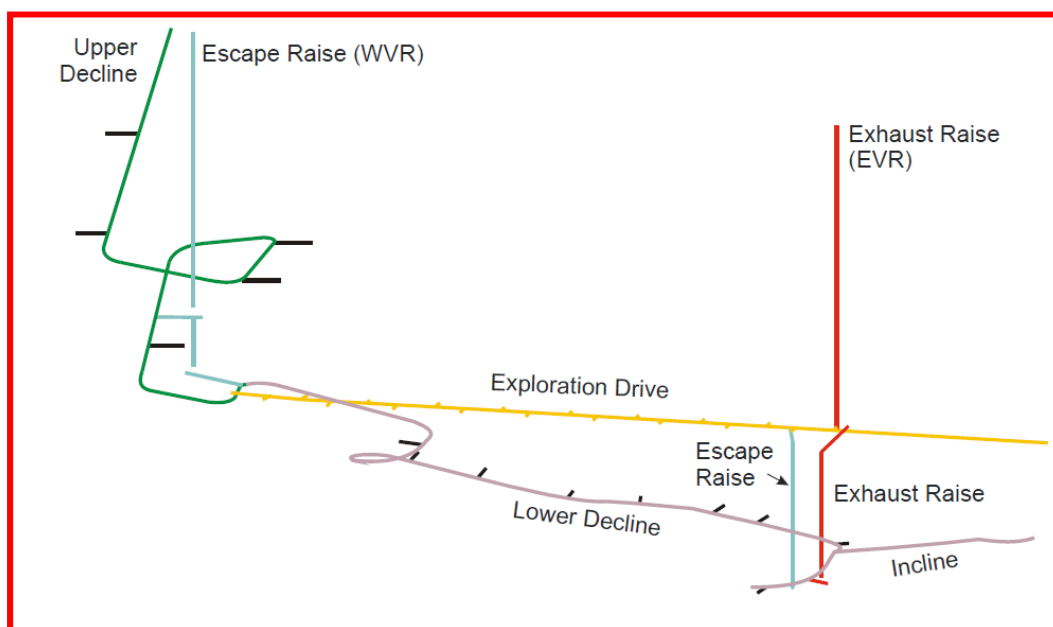 Upper
Decline
Escape Raise (WVR)
Exhaust Raise
(EVR)
Exploration Drive
Escape
Raise
Exhaust Raise
Lower Decline
Incline